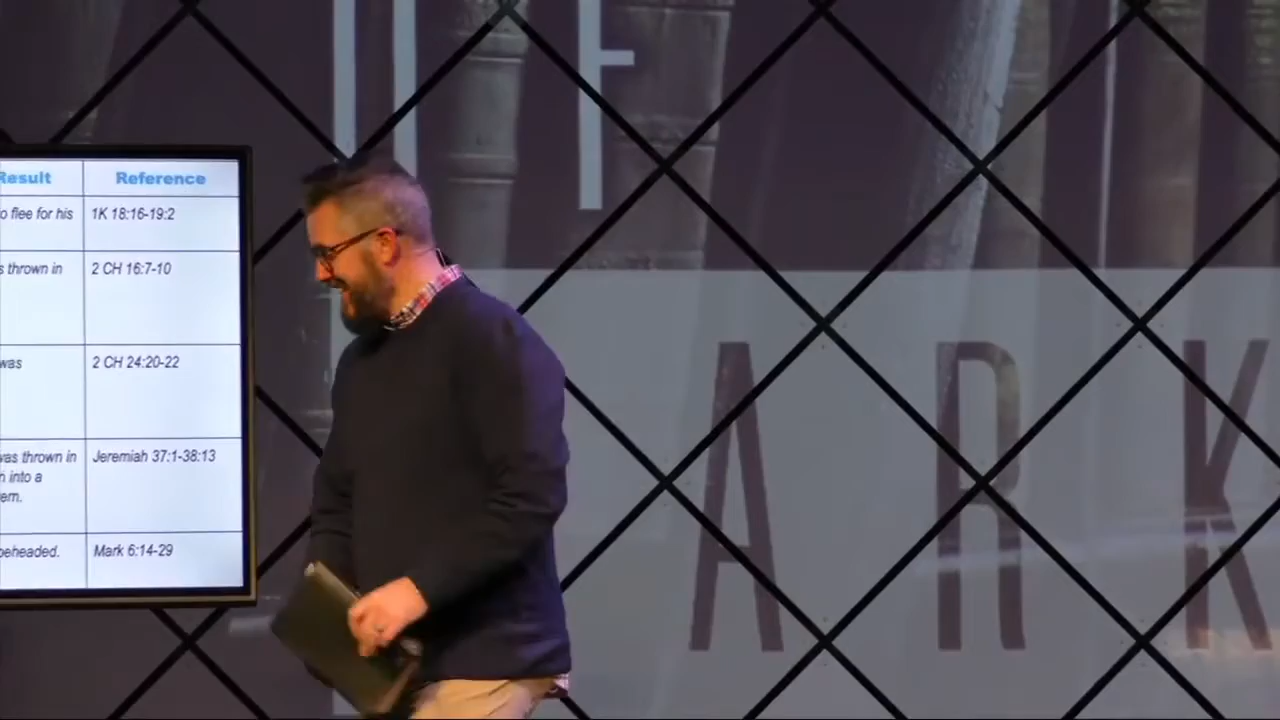 Result Reference
o flee for his 1K 18:16-19:2
s thrown in 2 CH 16:7-10
was 2 CH 24:20-22
was thrown in Jeremiah 37:1-38:13
n into a
ern.
beheaded. Mark 6:14-29
F
ARK